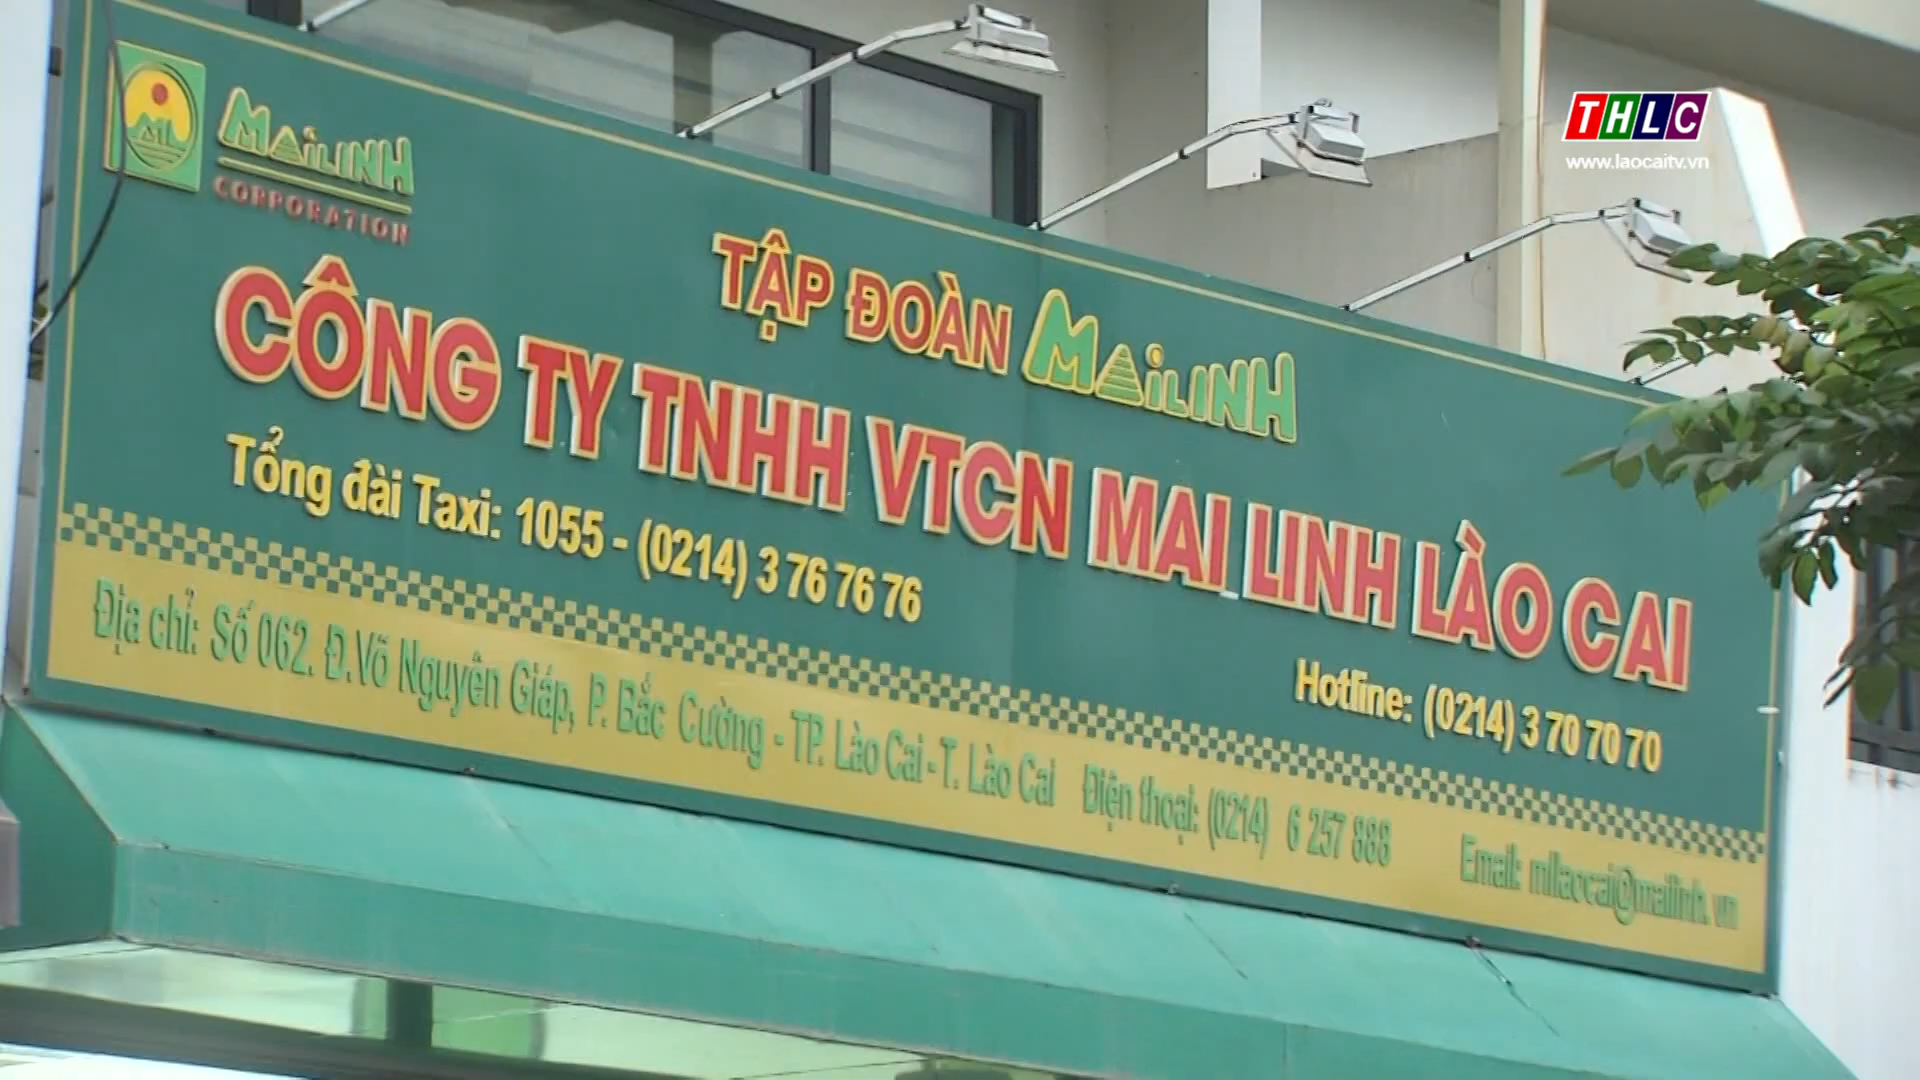 THLC
www.laocaitv.vn
ML
MAiLINH
CORPORATION
TẬP ĐOÀN MAiLINH
CÔNG TY TNHH VTCN MAI LINH LÀO CAI
Tổng đài Taxi: 1055 - (0214) 3 76 76 76
Hotline: (0214) 3 70 70 70
Địa chỉ: Số 062. Đ.Võ Nguyên Giáp, P. Bắc Cường - TP. Lào Cai - T. Lào Cai Điện thoại: (0214) 6 257 888 Email: mllaocai@mailinh.vn